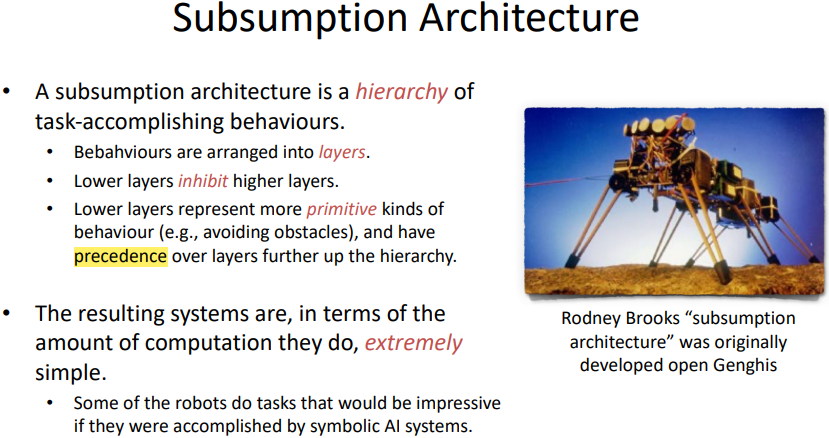 Subsumption Architecture
• A subsumption architecture is a hierarchy of
task-accomplishing behaviours.
• Bebahviours are arranged into layers.
• Lower layers inhibit higher layers.
• Lower layers represent more primitive kinds of
behaviour (e.g., avoiding obstacles), and have
precedence over layers further up the hierarchy.
• The resulting systems are, in terms of the
amount of computation they do, extremely
simple.
• Some of the robots do tasks that would be impressive
if they were accomplished by symbolic AI systems.
Rodney Brooks “subsumption
architecture” was originally
developed open Genghis